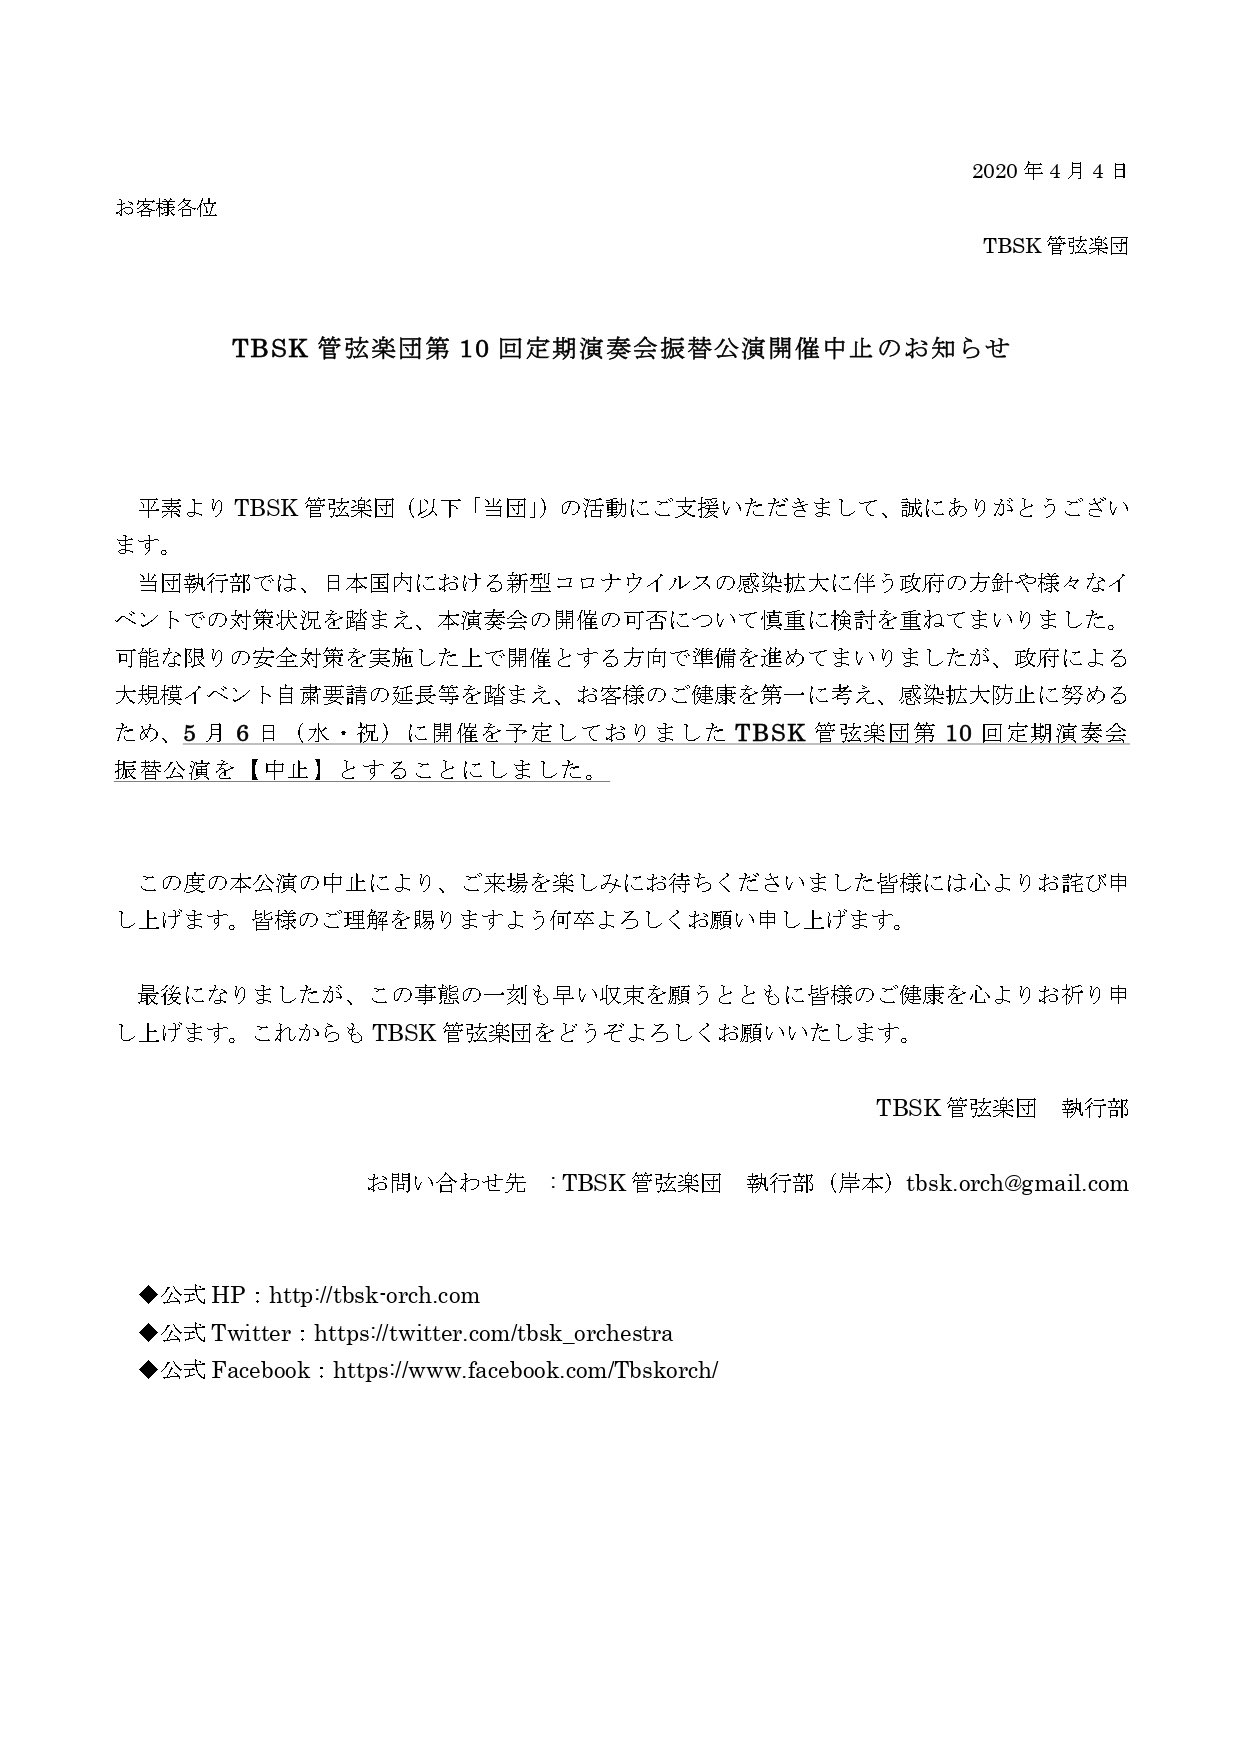 2020 年 4 月 4 日
お客様各位
TBSK 管弦楽団
TBSK 管弦楽団第 10 回定期演奏会振替公演開催中止のお知らせ
平素より TBSK 管弦楽団（以下「当団」）の活動にご支援いただきまして、誠にありがとうござい
ます。
当団執行部では、日本国内における新型コロナウイルスの感染拡大に伴う政府の方針や様々なイ
ベントでの対策状況を踏まえ、本演奏会の開催の可否について慎重に検討を重ねてまいりました。
可能な限りの安全対策を実施した上で開催とする方向で準備を進めてまいりましたが、政府による
大規模イベント自粛要請の延長等を踏まえ、お客様のご健康を第一に考え、感染拡大防止に努める
ため、5 月 6 日（水・祝）に開催を予定しておりました TBSK 管弦楽団第 10 回定期演奏会
振替公演を【中止】とすることにしました。
この度の本公演の中止により、ご来場を楽しみにお待ちくださいました皆様には心よりお詫び申
し上げます。皆様のご理解を賜りますよう何卒よろしくお願い申し上げます。
最後になりましたが、この事態の一刻も早い収束を願うとともに皆様のご健康を心よりお祈り申
し上げます。これからも TBSK 管弦楽団をどうぞよろしくお願いいたします。
TBSK 管弦楽団　執行部
お問い合わせ先　: TBSK 管弦楽団　執行部（岸本）tbsk.orch@gmail.com
◆公式 HP：http://tbsk-orch.com
◆公式 Twitter：https://twitter.com/tbsk_orchestra
◆公式 Facebook：https://www.facebook.com/Tbskorch/